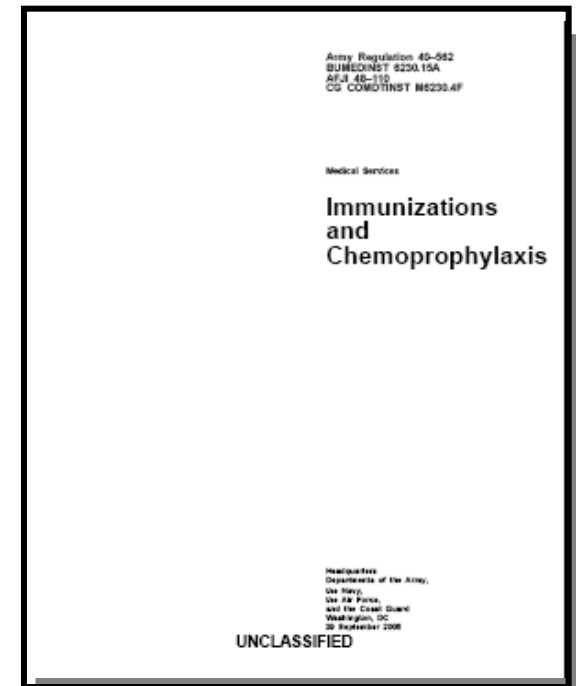 Army Regulation 40–562
BUMEDINST 6230.15A
AFJI 48–110
CG COMDTINST M6230.4F
Medical Services
Immunizations
and
Chemoprophylaxis
Headquarters
Departments of the Army,
the Navy,
the Air Force,
and the Coast Guard
Washington, DC
29 September 2006
UNCLASSIFIED